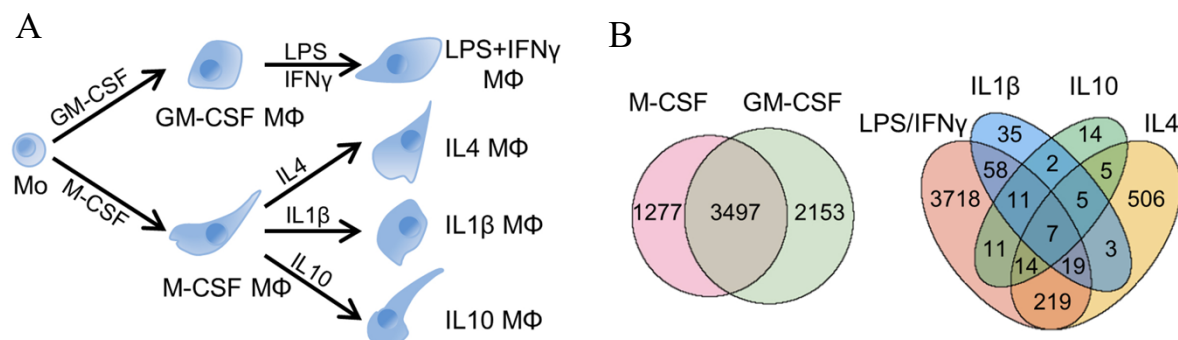 A
GM-CSF
Mo
M-CSF
GM-CSF MΦ
LPS
IFNγ
LPS+IFNγ
MΦ
M-CSF MΦ
IL4
IL4 MΦ
IL1β
IL1β MΦ
IL10
IL10 MΦ
B
M-CSF GM-CSF
1277 3497 2153
IL1β IL10
LPS/IFNγ IL4
35 14
58 2 5
3718 11 5 506
7
11 14 19 3
219